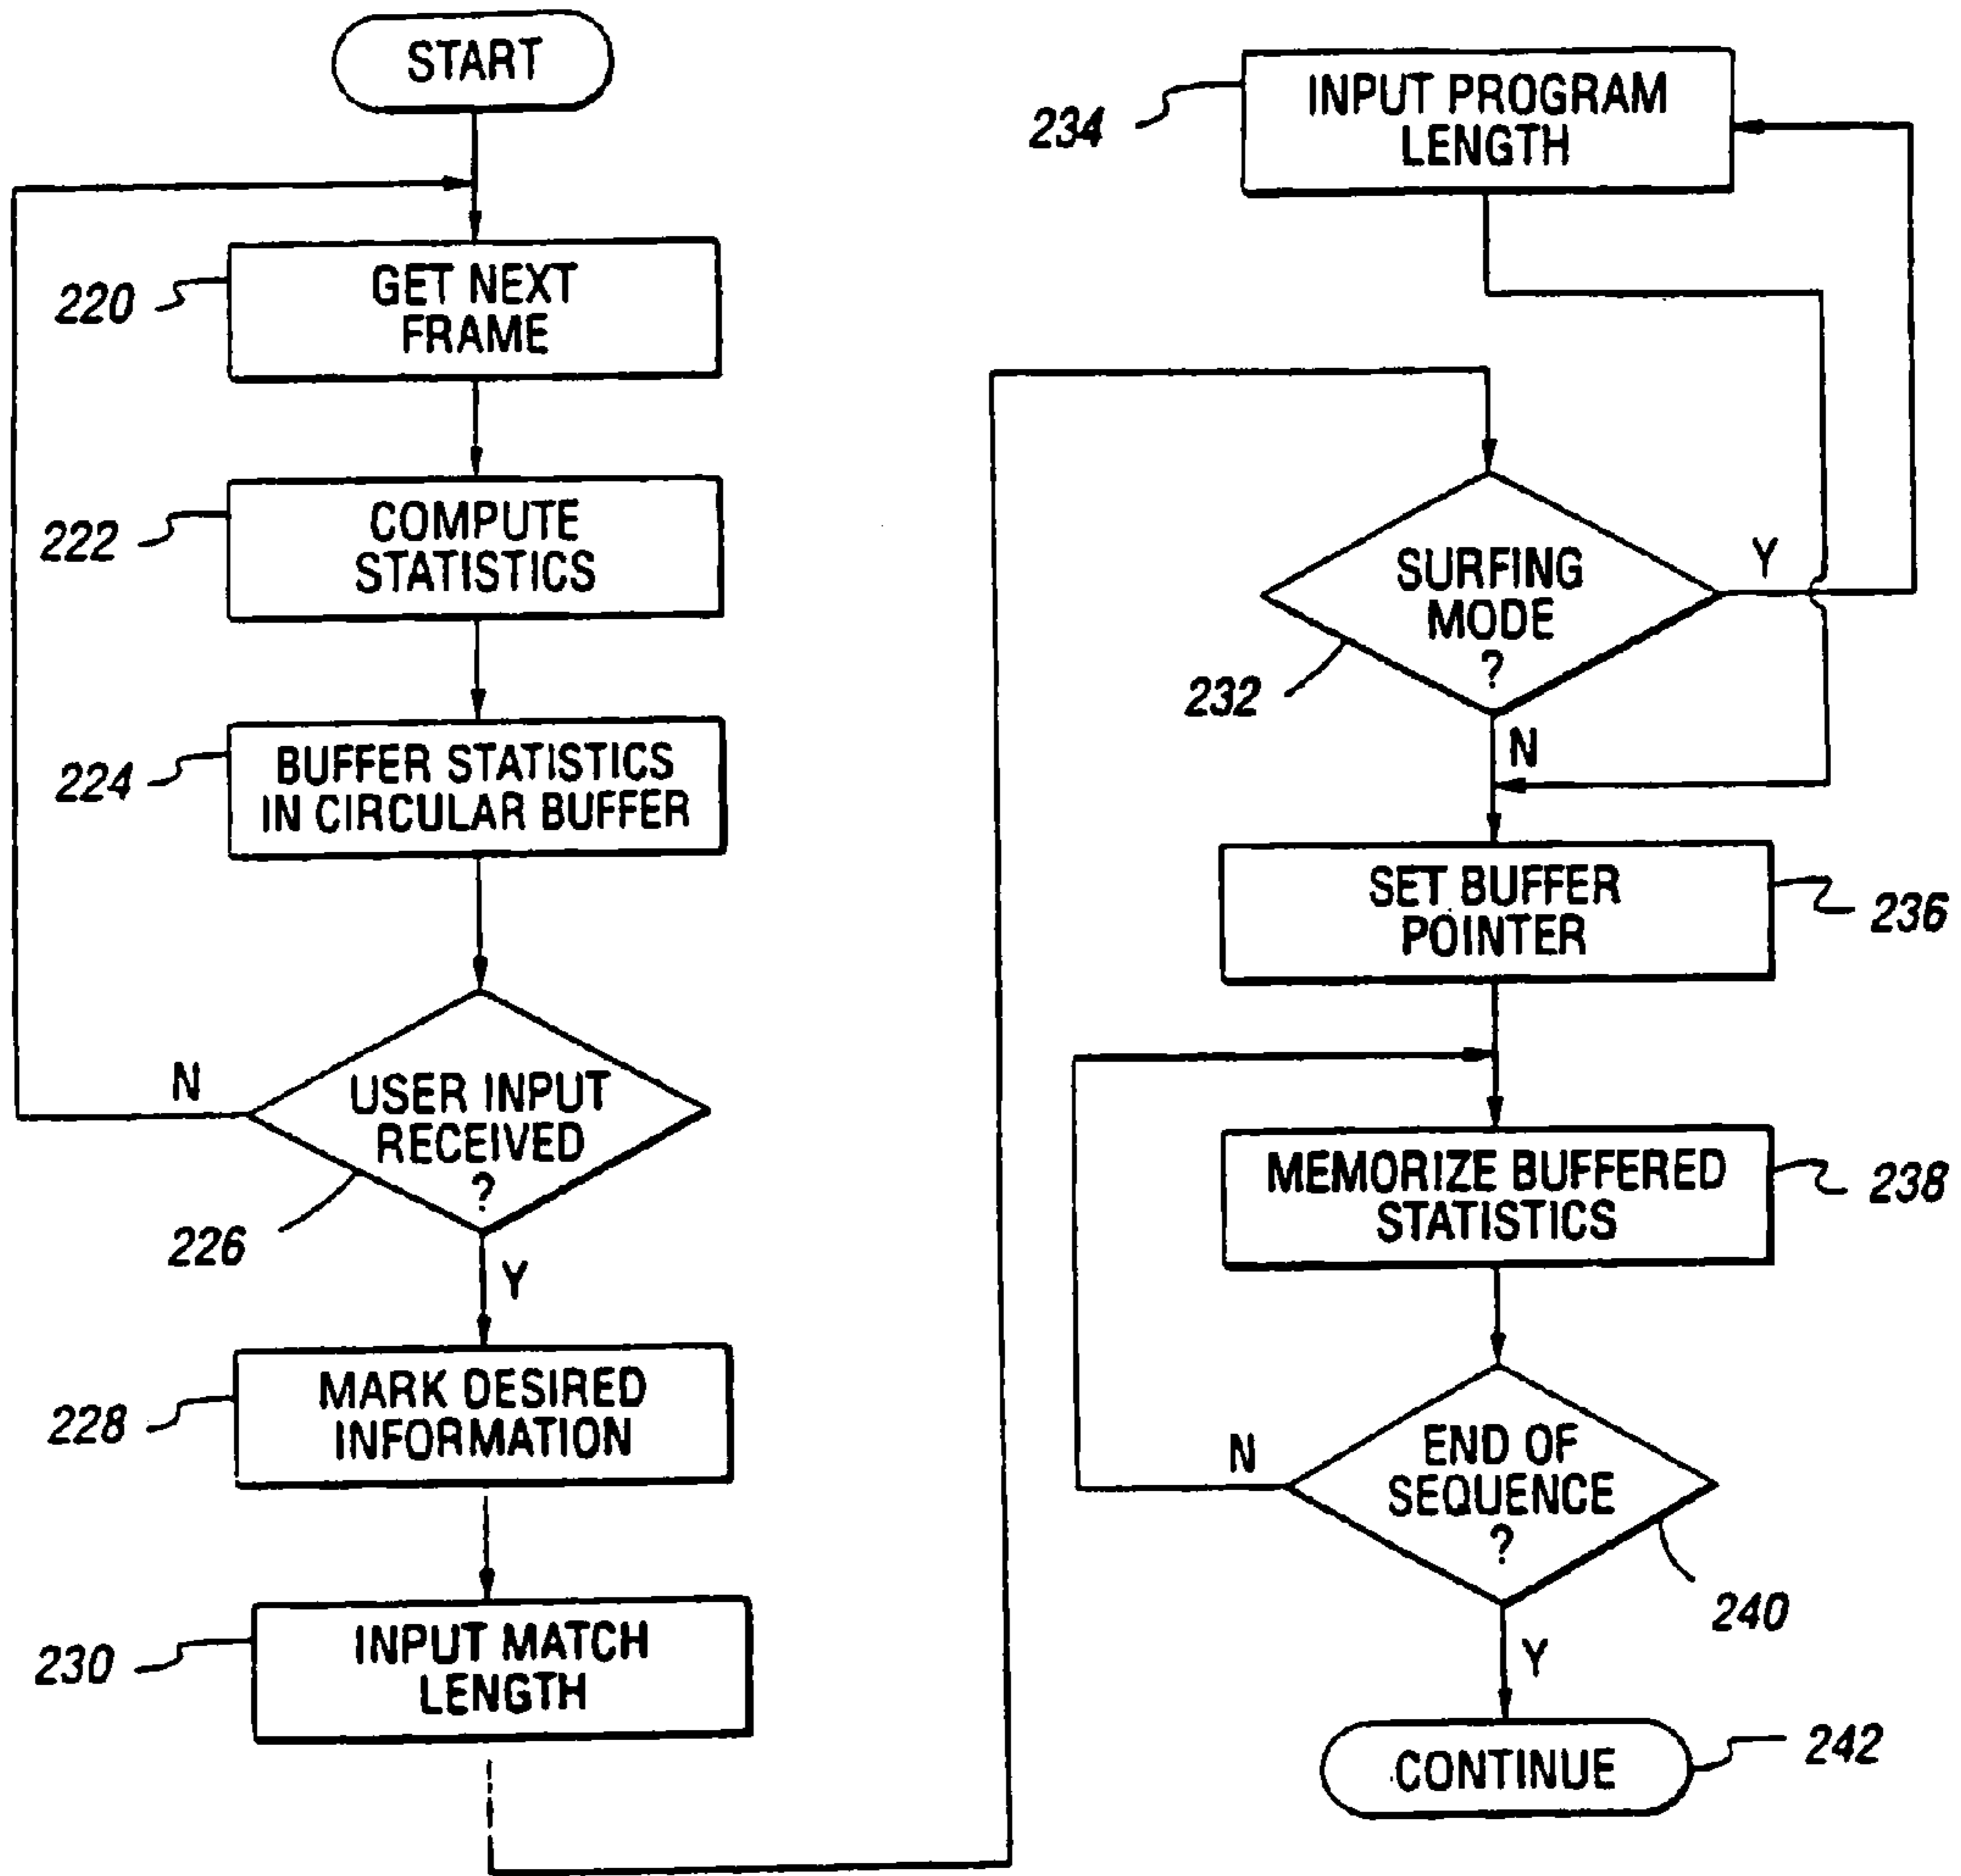 START
220
GET NEXT
FRAME
222
COMPUTE
STATISTICS
224
BUFFER STATISTICS
IN CIRCULAR BUFFER
N
USER INPUT
RECEIVED
?
226
Y
228
MARK DESIRED
INFORMATION
230
INPUT MATCH
LENGTH
234
INPUT PROGRAM
LENGTH
SURFING
MODE
?
Y
232
N
SET BUFFER
POINTER
236
MEMORIZE BUFFERED
STATISTICS
238
N
END OF
SEQUENCE
?
240
Y
CONTINUE
242